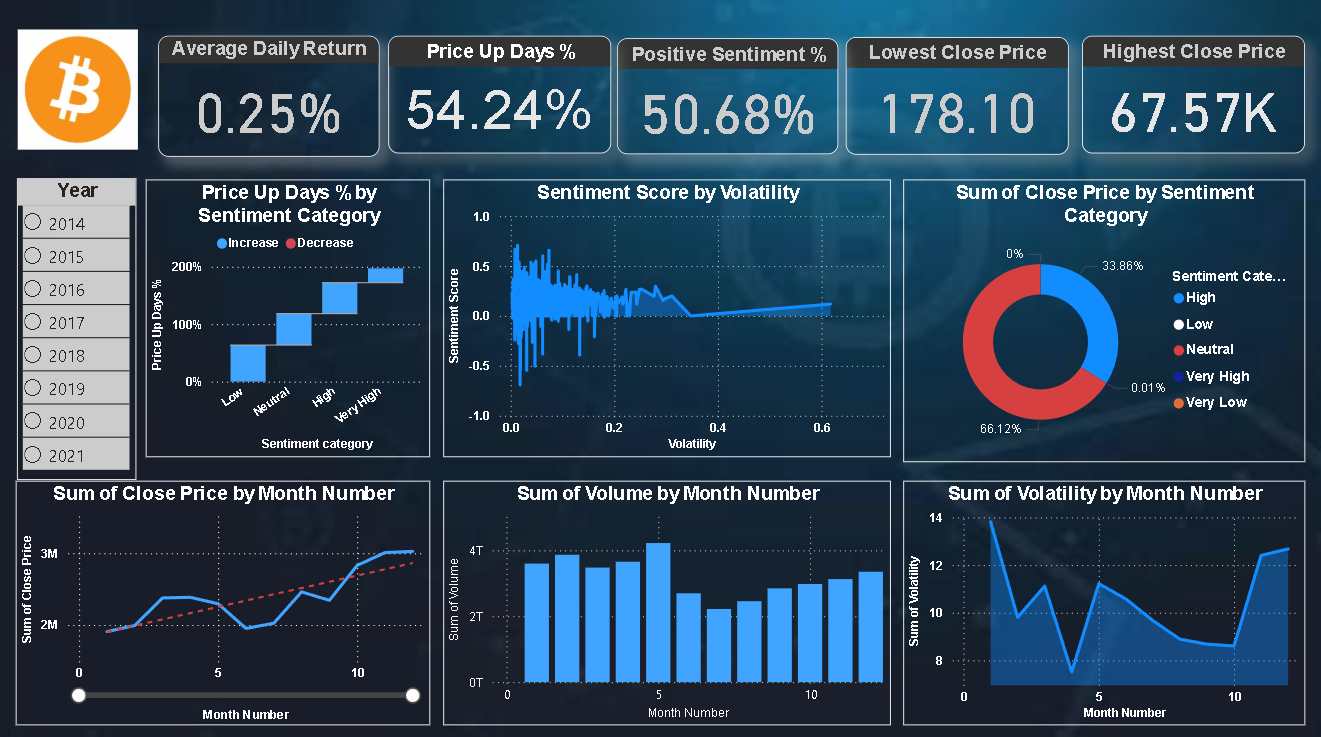 Average Daily Return
0.25%
Price Up Days %
54.24%
Positive Sentiment %
50.68%
Lowest Close Price
178.10
Highest Close Price
67.57K
Year
2014
2015
2016
2017
2018
2019
2020
2021
Price Up Days % by
Sentiment Category
Increase Decrease
Price Up Days %
200%
100%
0%
Low Neutral High Very High
Sentiment category
Sentiment Score by Volatility
Sentiment Score
1.0
0.5
0.0
-0.5
-1.0
0.0 0.2 0.4 0.6
Volatility
Sum of Close Price by Sentiment
Category
0%
33.86%
0.01%
66.12%
Sentiment Cate...
High
Low
Neutral
Very High
Very Low
Sum of Close Price by Month Number
Sum of Close Price
3M
2M
0 5 10
Month Number
Sum of Volume by Month Number
Sum of Volume
4T
2T
0T
0 5 10
Month Number
Sum of Volatility by Month Number
Sum of Volatility
14
12
10
8
0 5 10
Month Number